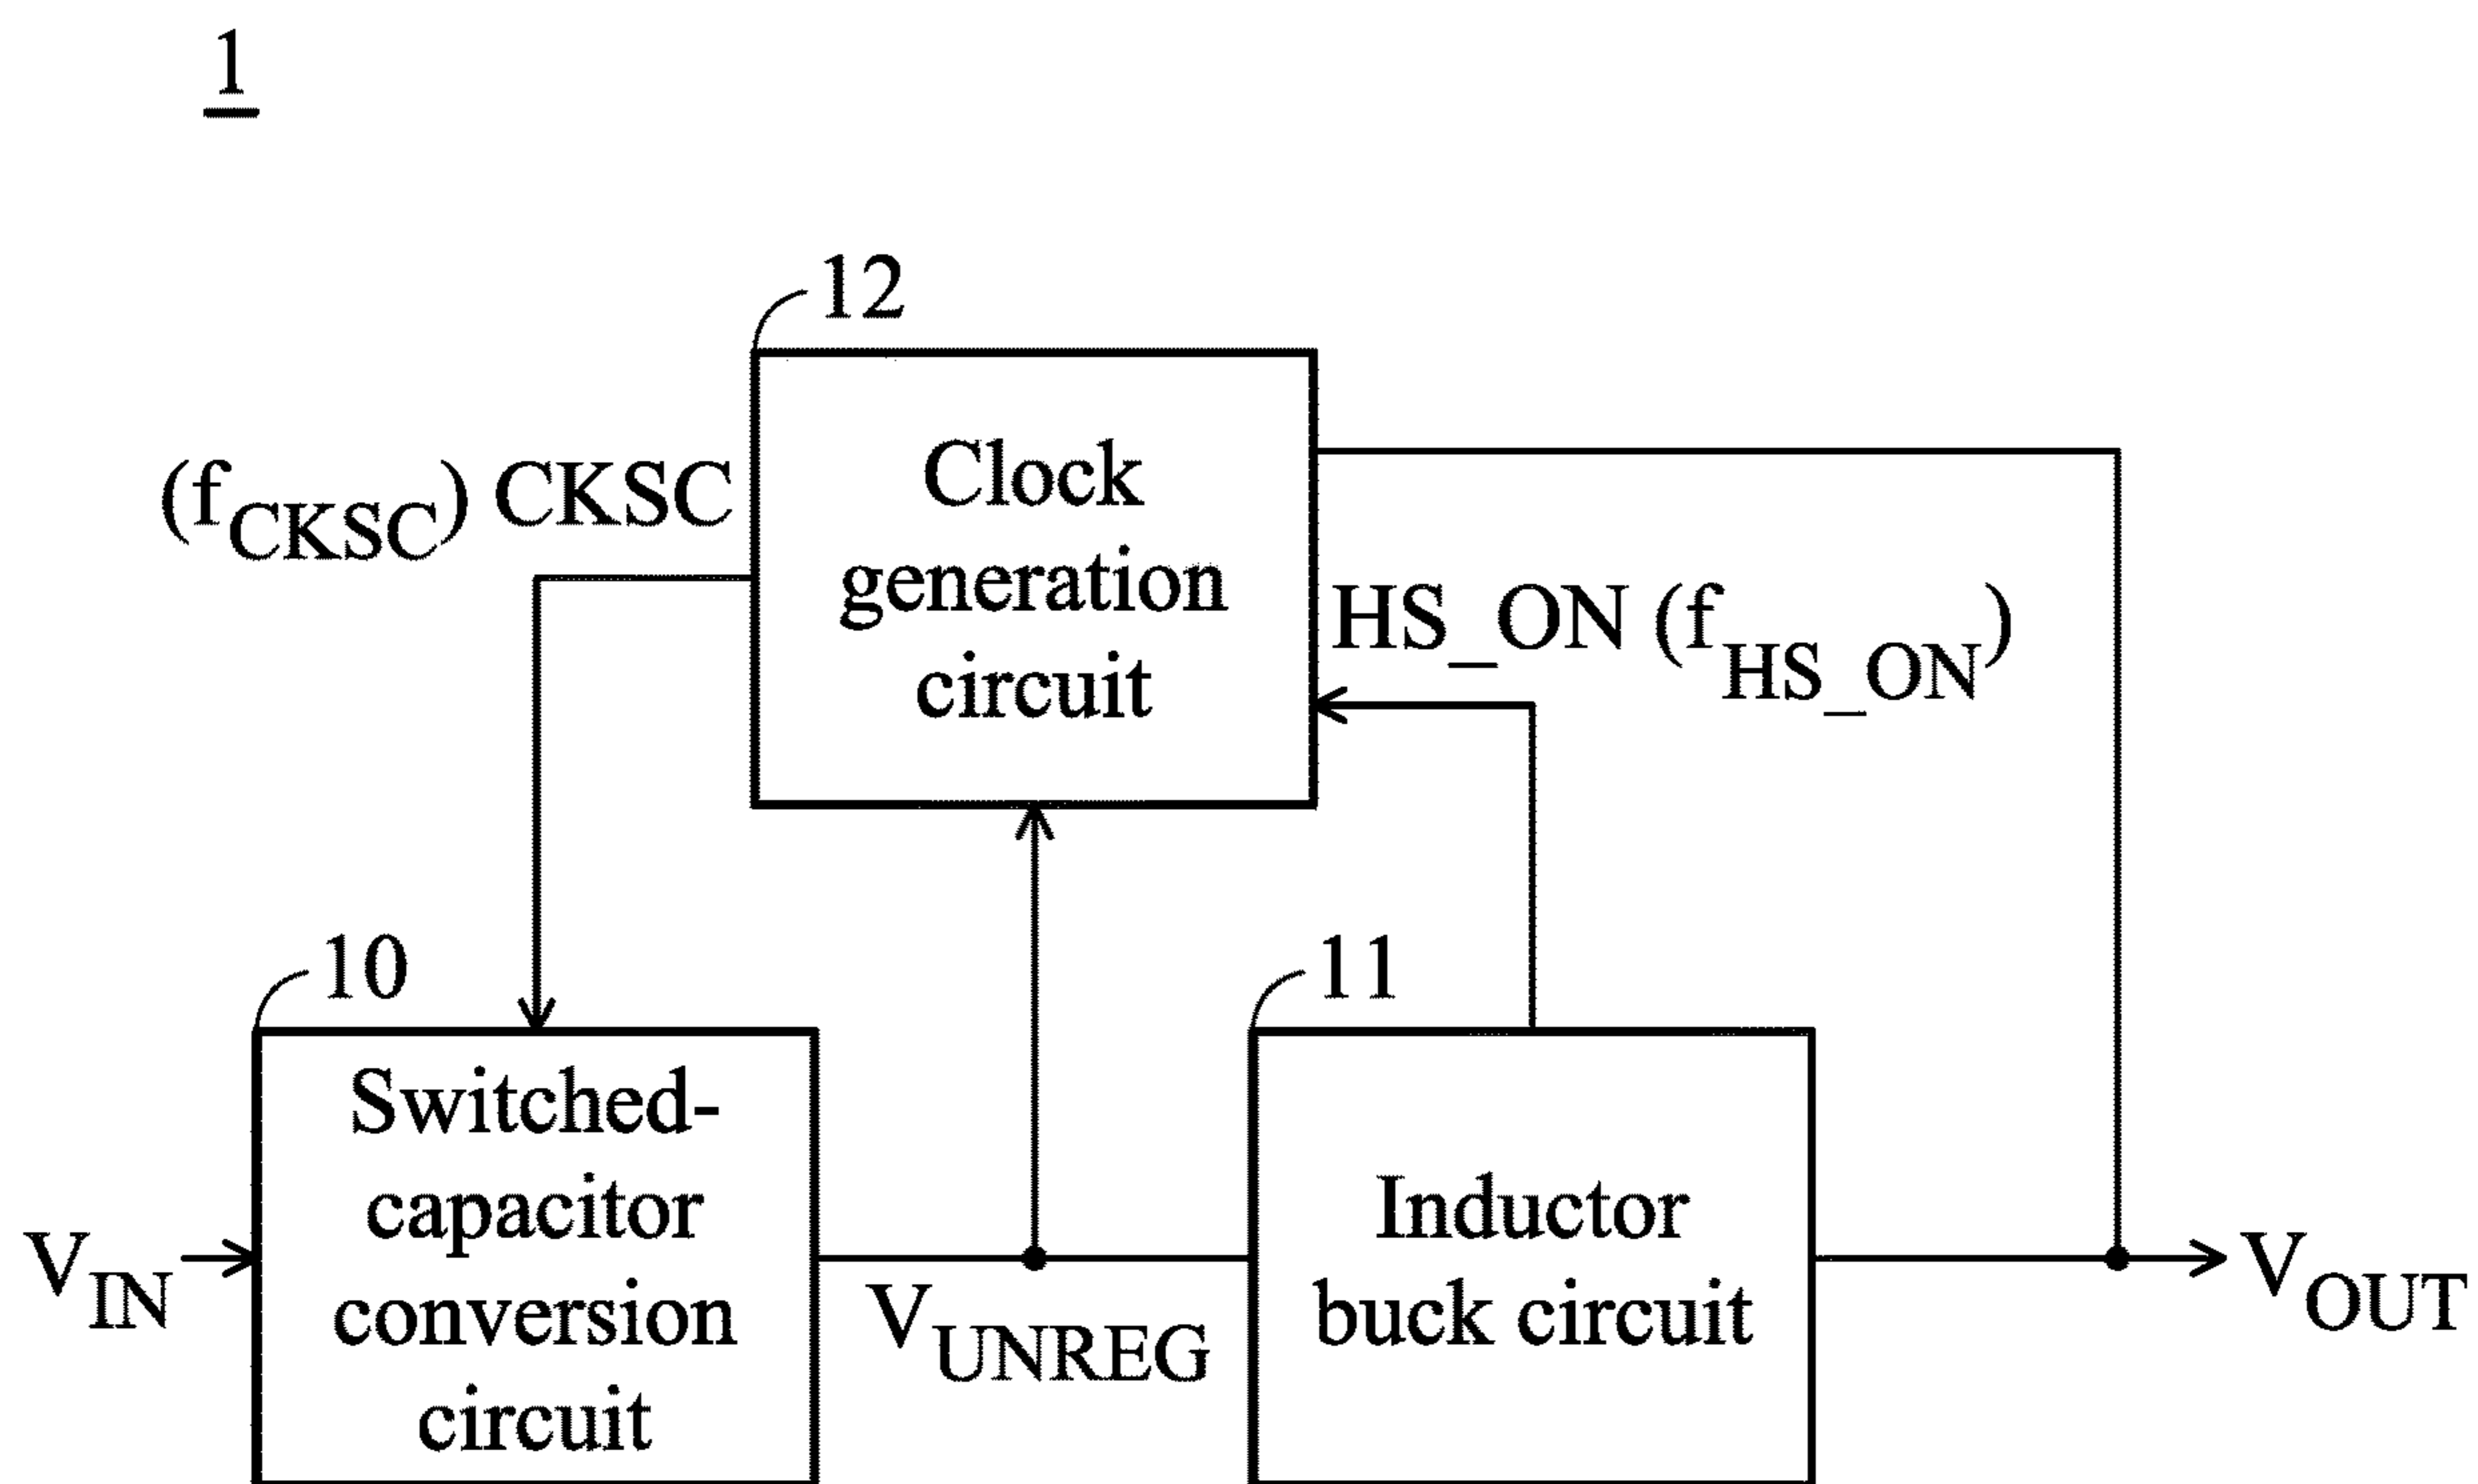 1
12
Clock
generation
circuit
(fCKSC) CKSC
HS_ON (fHS_ON)
10
11
Switched-
capacitor
conversion
circuit
Inductor
buck circuit
VIN
VUNREG
VOUT